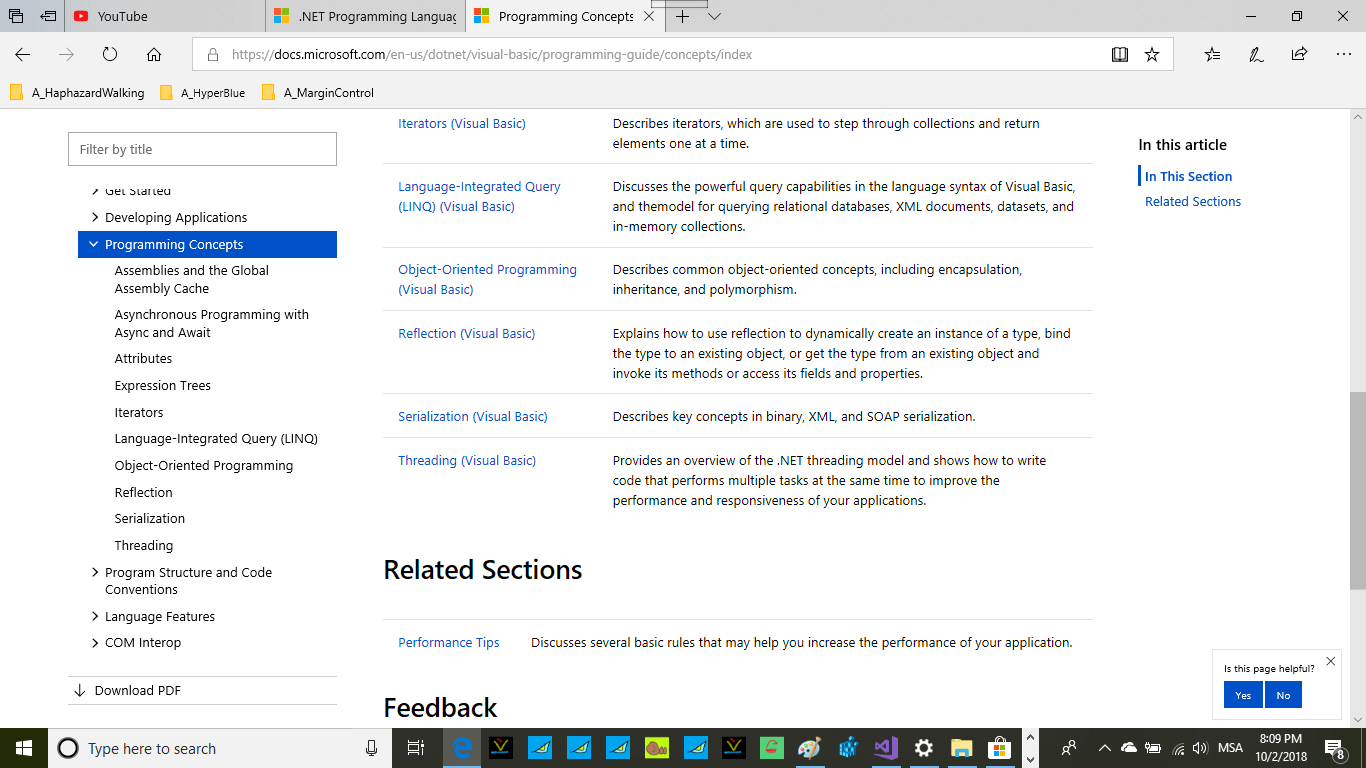 YouTube
.NET Programming Languag
Programming Concepts
https://docs.microsoft.com/en-us/dotnet/visual-basic/programming-guide/concepts/index
A_HaphazardWalking
A_HyperBlue
A_MarginControl
Filter by title
Get Started
Developing Applications
Programming Concepts
Assemblies and the Global
Assembly Cache
Asynchronous Programming with
Async and Await
Attributes
Expression Trees
Iterators
Language-Integrated Query (LINQ)
Object-Oriented Programming
Reflection
Serialization
Threading
Program Structure and Code
Conventions
Language Features
COM Interop
Download PDF
Iterators (Visual Basic)
Describes iterators, which are used to step through collections and return
elements one at a time.
Language-Integrated Query
(LINQ) (Visual Basic)
Discusses the powerful query capabilities in the language syntax of Visual Basic,
and themodel for querying relational databases, XML documents, datasets, and
in-memory collections.
Object-Oriented Programming
(Visual Basic)
Describes common object-oriented concepts, including encapsulation,
inheritance, and polymorphism.
Reflection (Visual Basic)
Explains how to use reflection to dynamically create an instance of a type, bind
the type to an existing object, or get the type from an existing object and
invoke its methods or access its fields and properties.
Serialization (Visual Basic)
Describes key concepts in binary, XML, and SOAP serialization.
Threading (Visual Basic)
Provides an overview of the .NET threading model and shows how to write
code that performs multiple tasks at the same time to improve the
performance and responsiveness of your applications.
Related Sections
Performance Tips
Discusses several basic rules that may help you increase the performance of your application.
Feedback
In this article
In This Section
Related Sections
Is this page helpful?
Yes
No
Type here to search
MSA
8:09 PM
10/2/2018
8